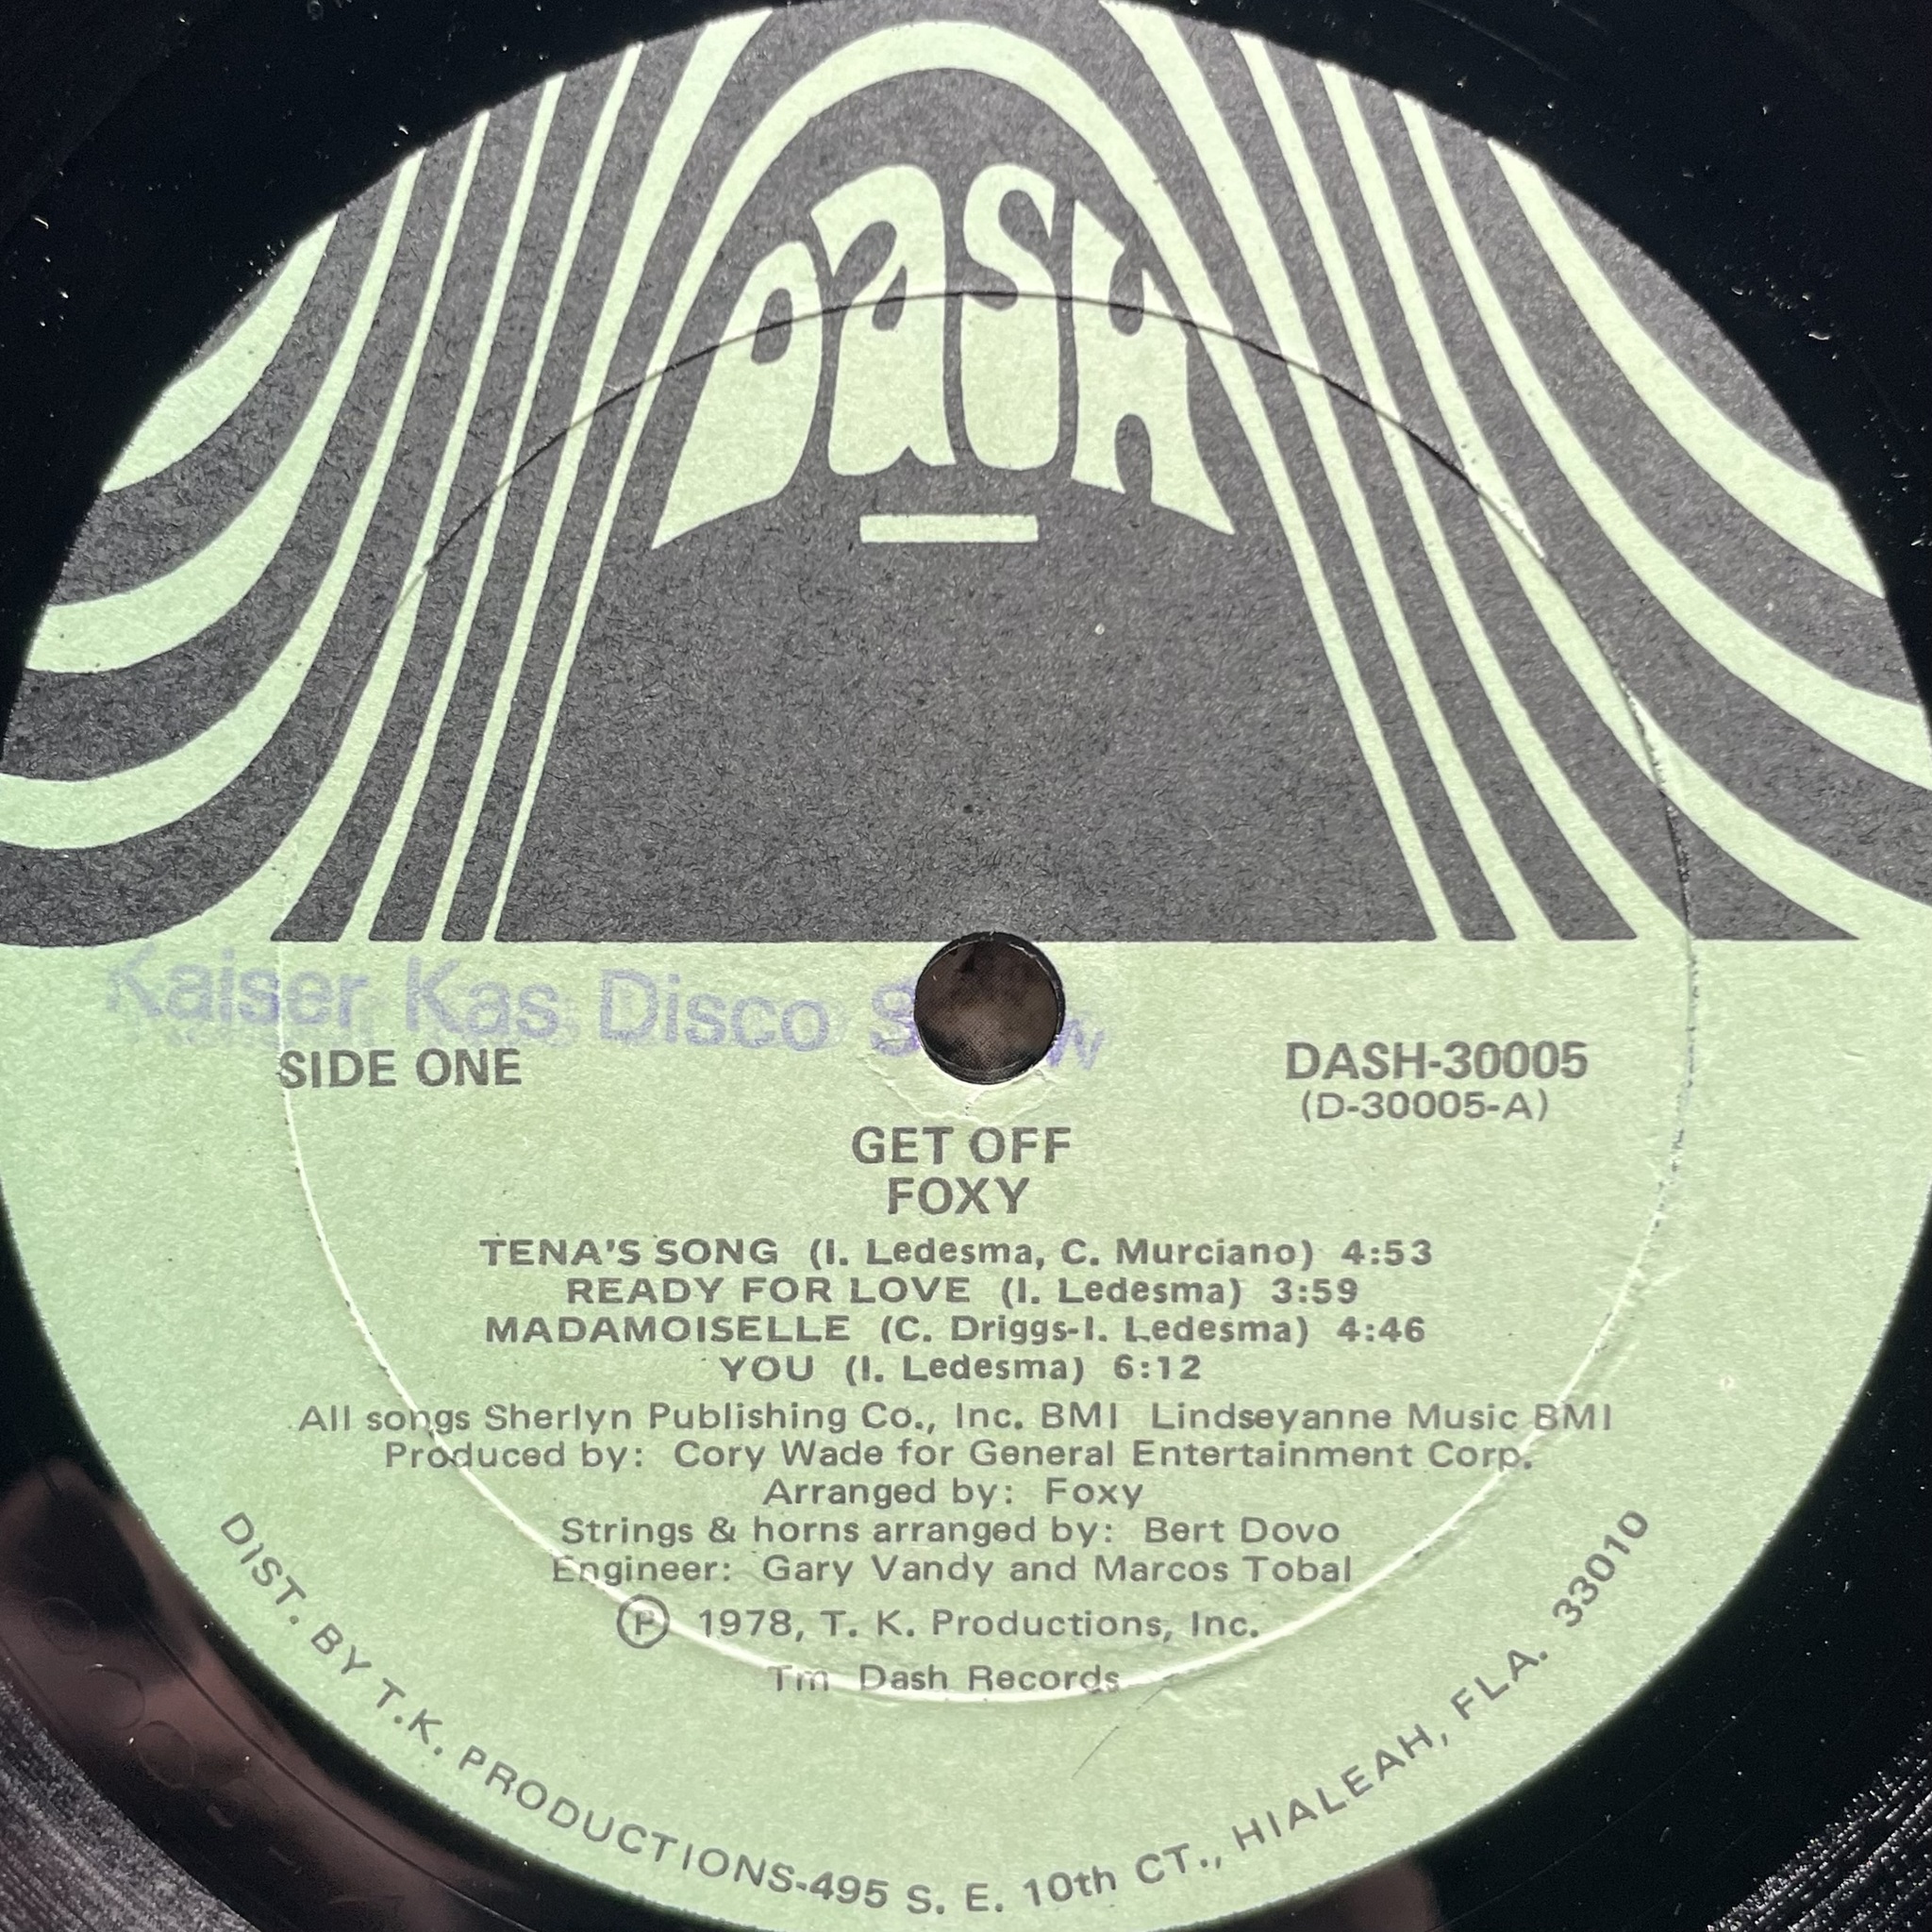 Dash
Kaiser Kas Disco
SIDE ONE
DASH-30005
(D-30005-A)
GET OFF
FOXY
TENA'S SONG (I. Ledesma, C. Murciano) 4:53
READY FOR LOVE (I. Ledesma) 3:59
MADAMOISELLE (C. Driggs-I. Ledesma) 4:46
YOU (I. Ledesma) 6:12
All songs Sherlyn Publishing Co., Inc. BMI Lindseyanne Music BMI
Produced by: Cory Wade for General Entertainment Corp.
Arranged by: Foxy
Strings & horns arranged by: Bert Dovo
Engineer: Gary Vandy and Marcos Tobal
Ⓟ 1978, T. K. Productions, Inc.
Tm Dash Records
DIST. BY T.K. PRODUCTIONS-495 S. E. 10th CT., HIALEAH, FLA. 33010